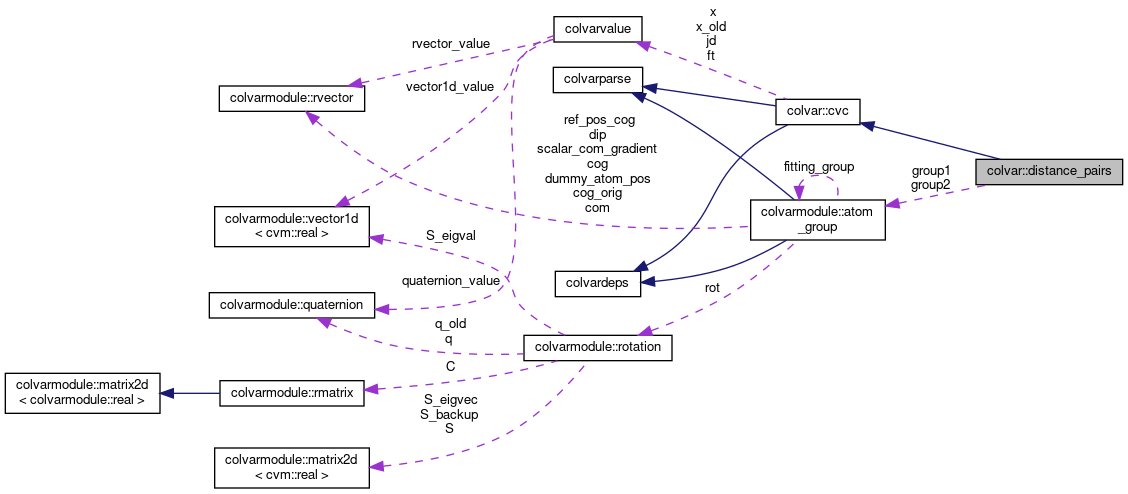 x
x_old
jd
ft
colvarvalue
rvector_value
colvarparse
vector1d_value
colvarmodule::rvector
colvar::cvc
ref_pos_cog
dip
scalar_com_gradient
cog
dummy_atom_pos
cog_orig
com
fitting_group
group1
group2
colvar::distance_pairs
colvarmodule::vector1d
< cvm::real >
colvarmodule::atom
_group
S_eigval
quaternion_value
colvardeps
rot
colvarmodule::quaternion
q_old
q
colvarmodule::rotation
C
colvarmodule::matrix2d
< colvarmodule::real >
colvarmodule::rmatrix
S_eigvec
S_backup
S
colvarmodule::matrix2d
< cvm::real >